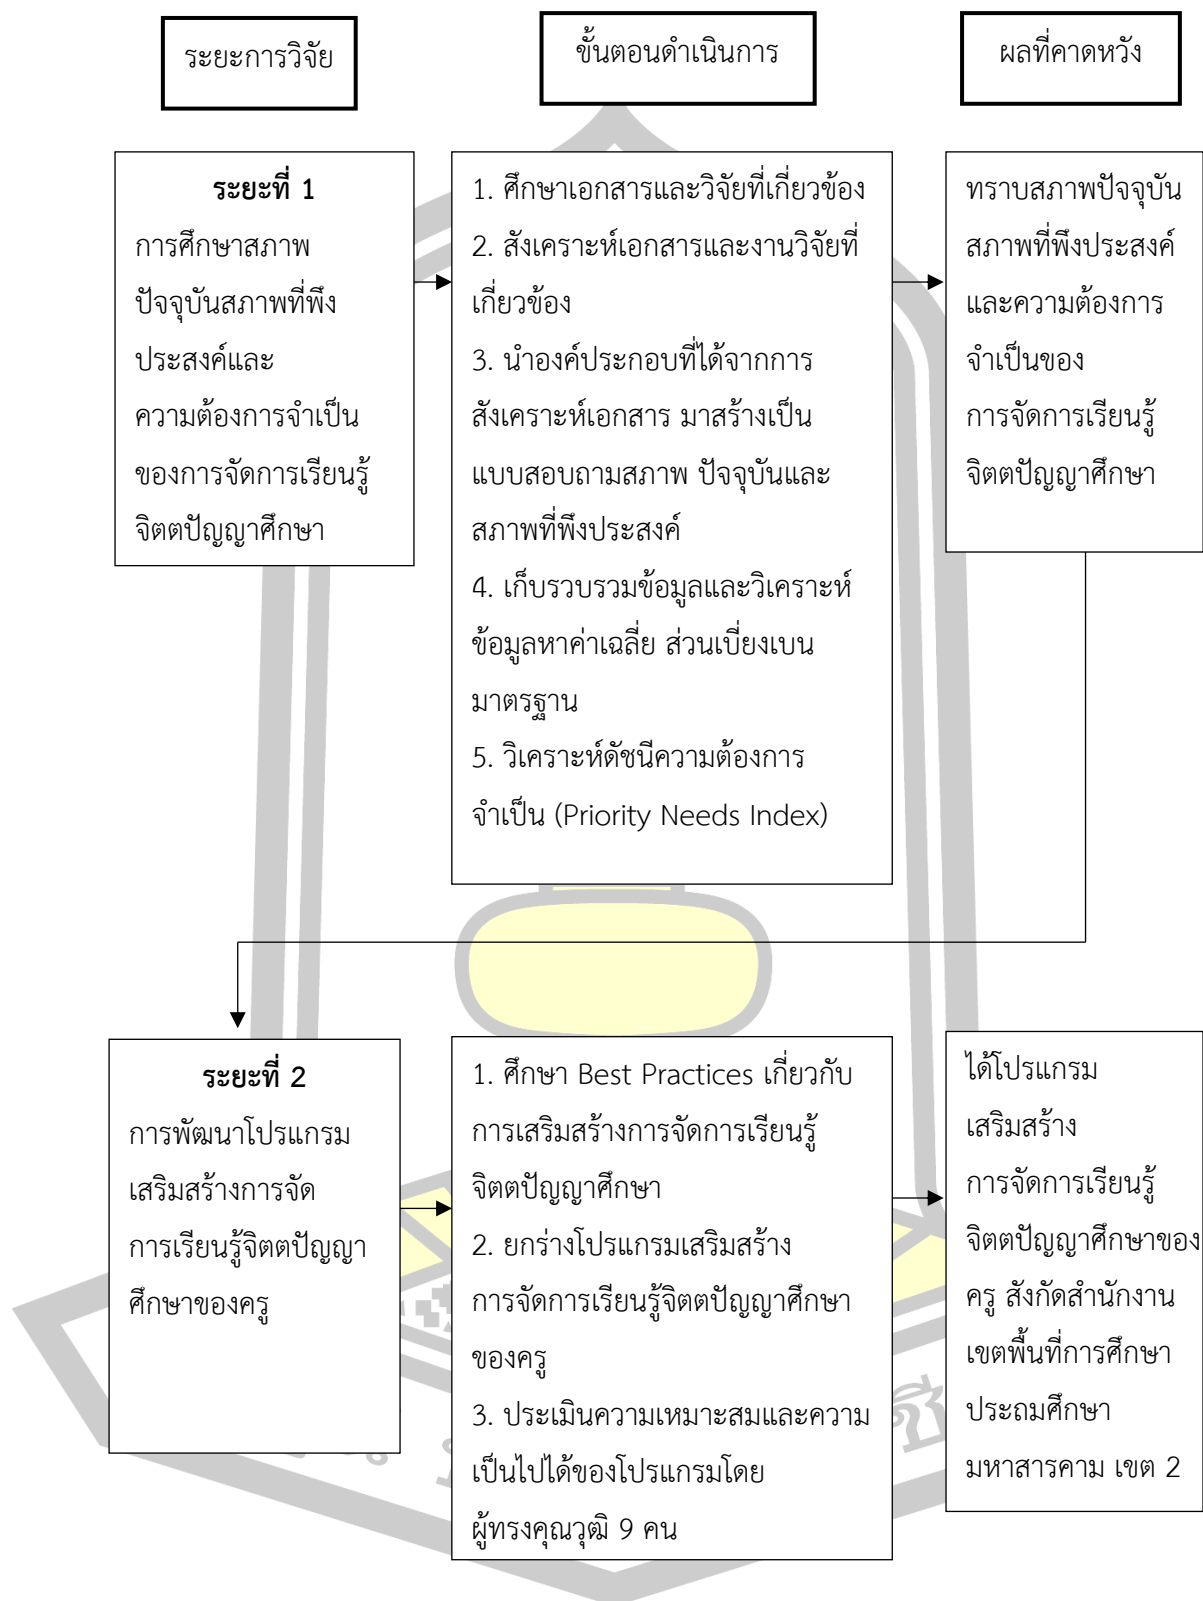 ระยะการวิจัย
ขั้นตอนดำเนินการ
ผลที่คาดหวัง
ระยะที่ 1
การศึกษาสภาพ
ปัจจุบันสภาพที่พึง
ประสงค์และ
ความต้องการจำเป็น
ของการจัดการเรียนรู้
จิตตปัญญาศึกษา
1. ศึกษาเอกสารและวิจัยที่เกี่ยวข้อง
2. สังเคราะห์เอกสารและงานวิจัยที่
เกี่ยวข้อง
3. นำองค์ประกอบที่ได้จากการ
สังเคราะห์เอกสาร มาสร้างเป็น
แบบสอบถามสภาพ ปัจจุบันและ
สภาพที่พึงประสงค์
4. เก็บรวบรวมข้อมูลและวิเคราะห์
ข้อมูลหาค่าเฉลี่ย ส่วนเบี่ยงเบน
มาตรฐาน
5. วิเคราะห์ดัชนีความต้องการ
จำเป็น (Priority Needs Index)
ทราบสภาพปัจจุบัน
สภาพที่พึงประสงค์
และความต้องการ
จำเป็นของ
การจัดการเรียนรู้
จิตตปัญญาศึกษา
ระยะที่ 2
การพัฒนาโปรแกรม
เสริมสร้างการจัด
การเรียนรู้จิตตปัญญา
ศึกษาของครู
1. ศึกษา Best Practices เกี่ยวกับ
การเสริมสร้างการจัดการเรียนรู้
จิตตปัญญาศึกษา
2. ยกร่างโปรแกรมเสริมสร้าง
การจัดการเรียนรู้จิตตปัญญาศึกษา
ของครู
3. ประเมินความเหมาะสมและความ
เป็นไปได้ของโปรแกรมโดย
ผู้ทรงคุณวุฒิ 9 คน
ได้โปรแกรม
เสริมสร้าง
การจัดการเรียนรู้
จิตตปัญญาศึกษาของ
ครู สังกัดสำนักงาน
เขตพื้นที่การศึกษา
ประถมศึกษา
มหาสารคาม เขต 2